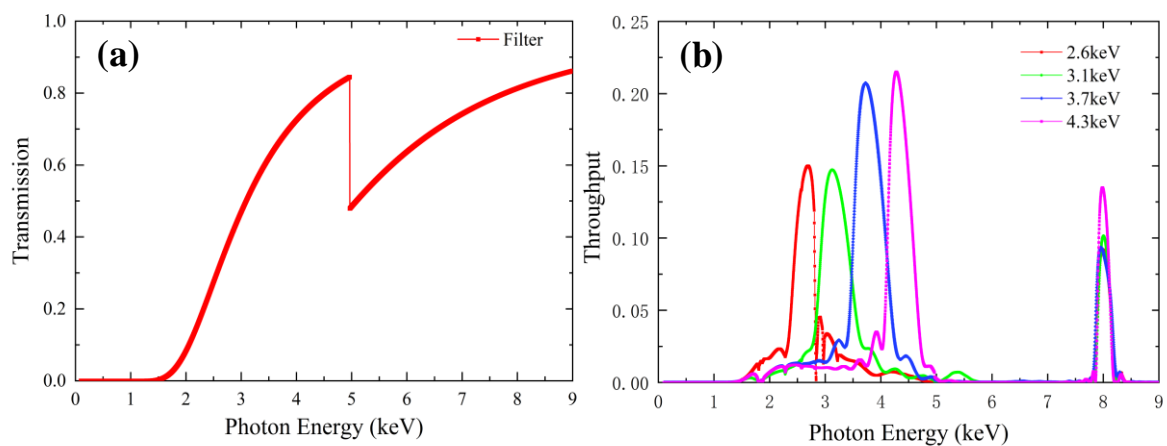 (a)
Filter
Transmission
1.0
0.8
0.6
0.4
0.2
0.0
0 1 2 3 4 5 6 7 8 9
Photon Energy (keV)
(b)
2.6keV
3.1keV
3.7keV
4.3keV
Throughput
0.25
0.20
0.15
0.10
0.05
0.00
0 1 2 3 4 5 6 7 8 9
Photon Energy (keV)